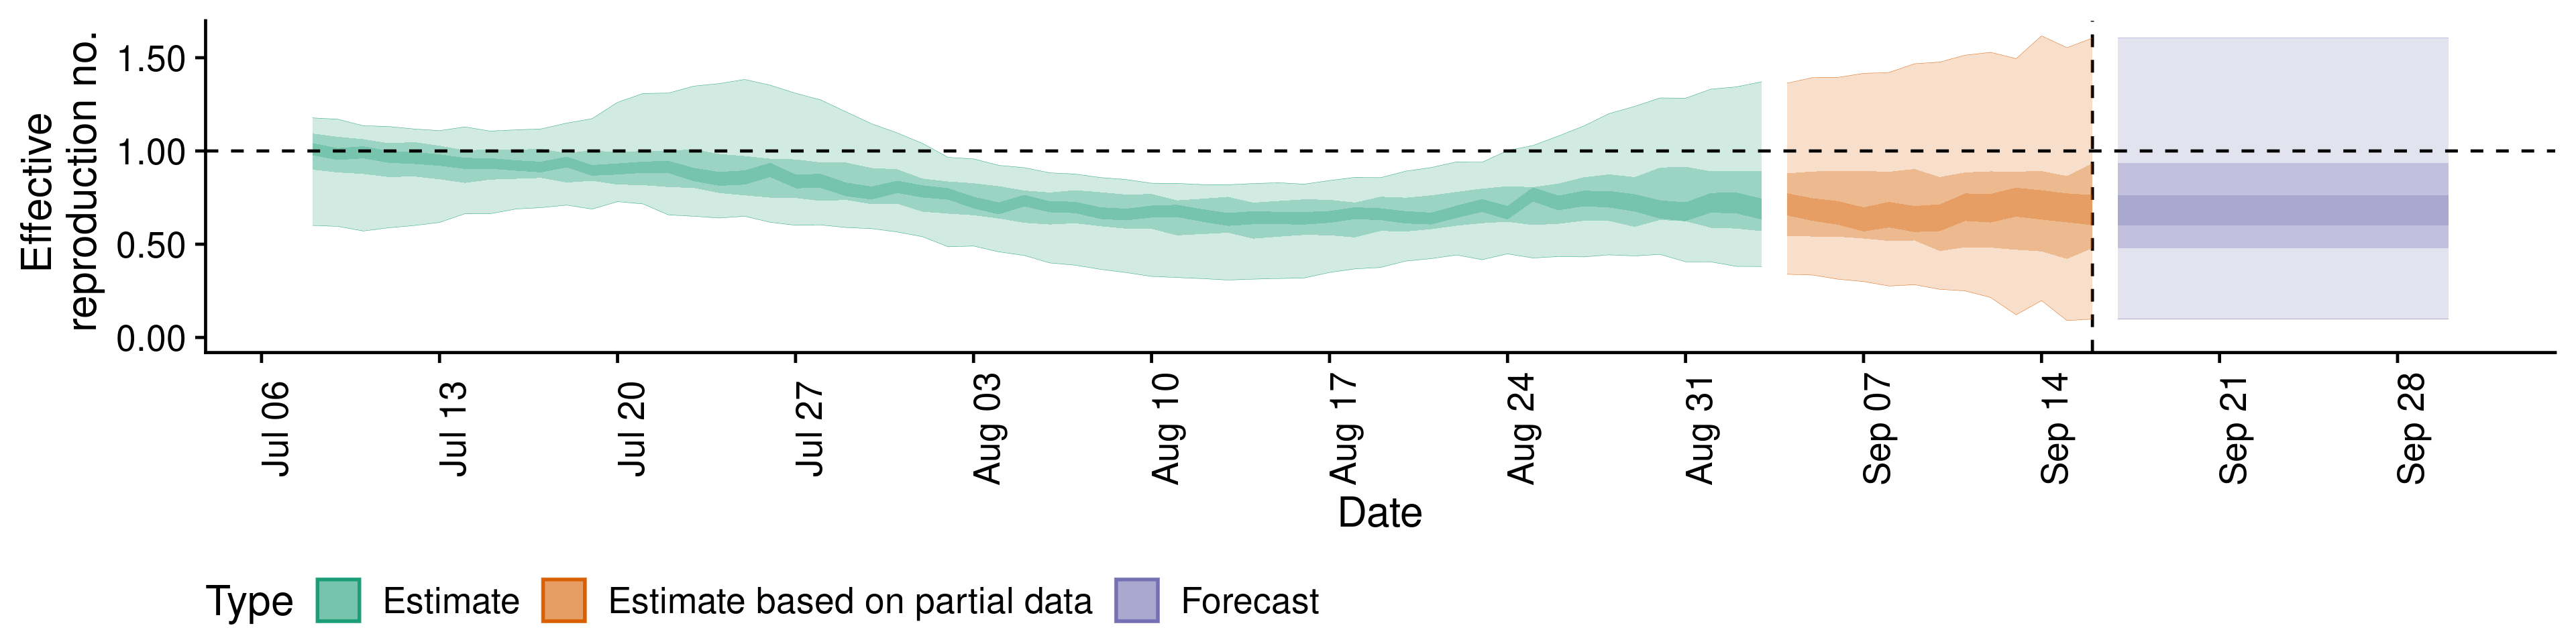 Effective
reproduction no.
1.50
1.00
0.50
0.00
Jul 06
Jul 13
Jul 20
Jul 27
Aug 03
Aug 10
Aug 17
Aug 24
Aug 31
Sep 07
Sep 14
Sep 21
Sep 28
Date
Type Estimate Estimate based on partial data Forecast